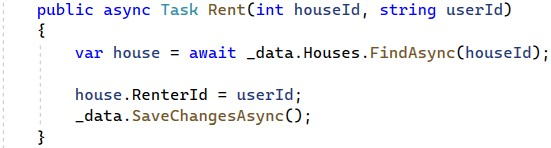 public async Task Rent(int houseId, string userId)
{
    var house = await _data.Houses.FindAsync(houseId);

    house.RenterId = userId;
    _data.SaveChangesAsync();
}